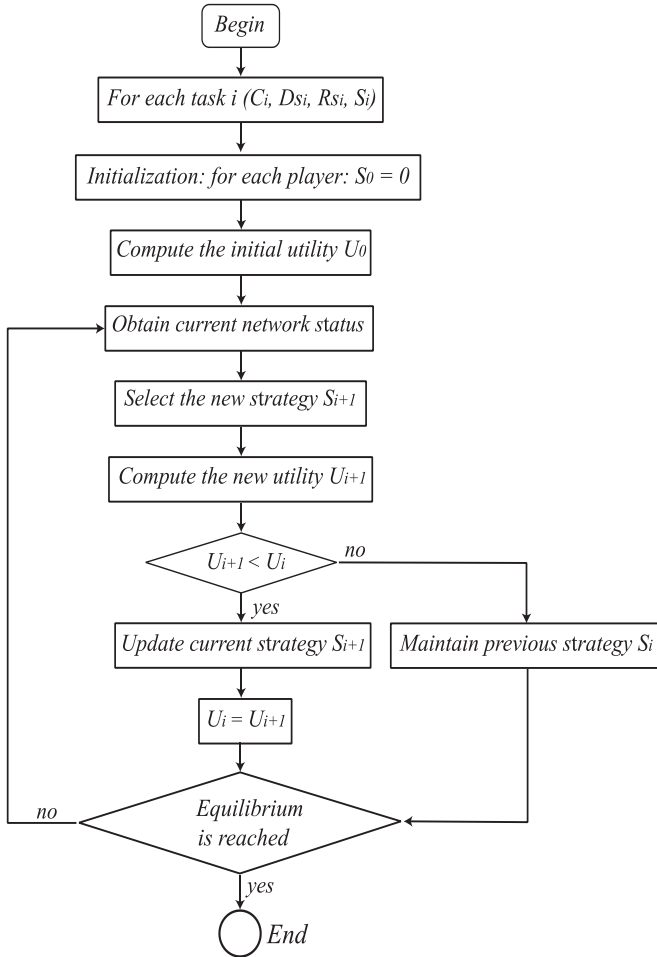 Begin
For each task i (Ci, Dsi, Rsi, Si)
Initialization: for each player: S0 = 0
Compute the initial utility U0
Obtain current network status
Select the new strategy Si+1
Compute the new utility Ui+1
Ui+1 < Ui
no
yes
Update current strategy Si+1
Maintain previous strategy Si
Ui = Ui+1
Equilibrium
is reached
no
yes
End